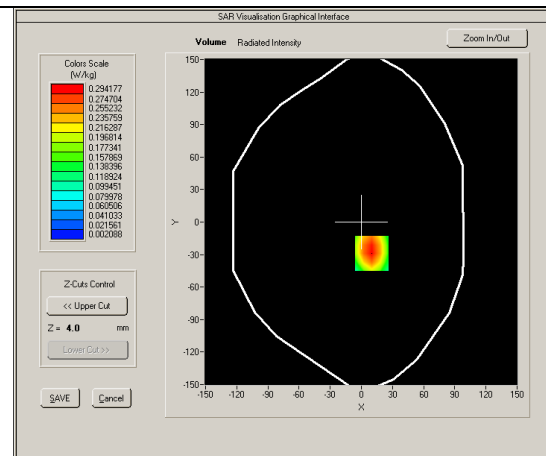 SAR Visualisation Graphical Interface
Volume Radiated Intensity
Zoom In/Out
Colors Scale
(W/kg)
0.294177
0.274704
0.255232
0.235759
0.216287
0.196814
0.177341
0.157869
0.138396
0.118924
0.099451
0.079978
0.060506
0.041033
0.021561
0.002088
Z-Cuts Control
<< Upper Cut
Z = 4.0 mm
Lower Cut >>
SAVE Cancel
150
120
90
60
30
0
-30
-60
-90
-120
-150
Y
-150 -120 -90 -60 -30 0 30 60 90 120 150
X